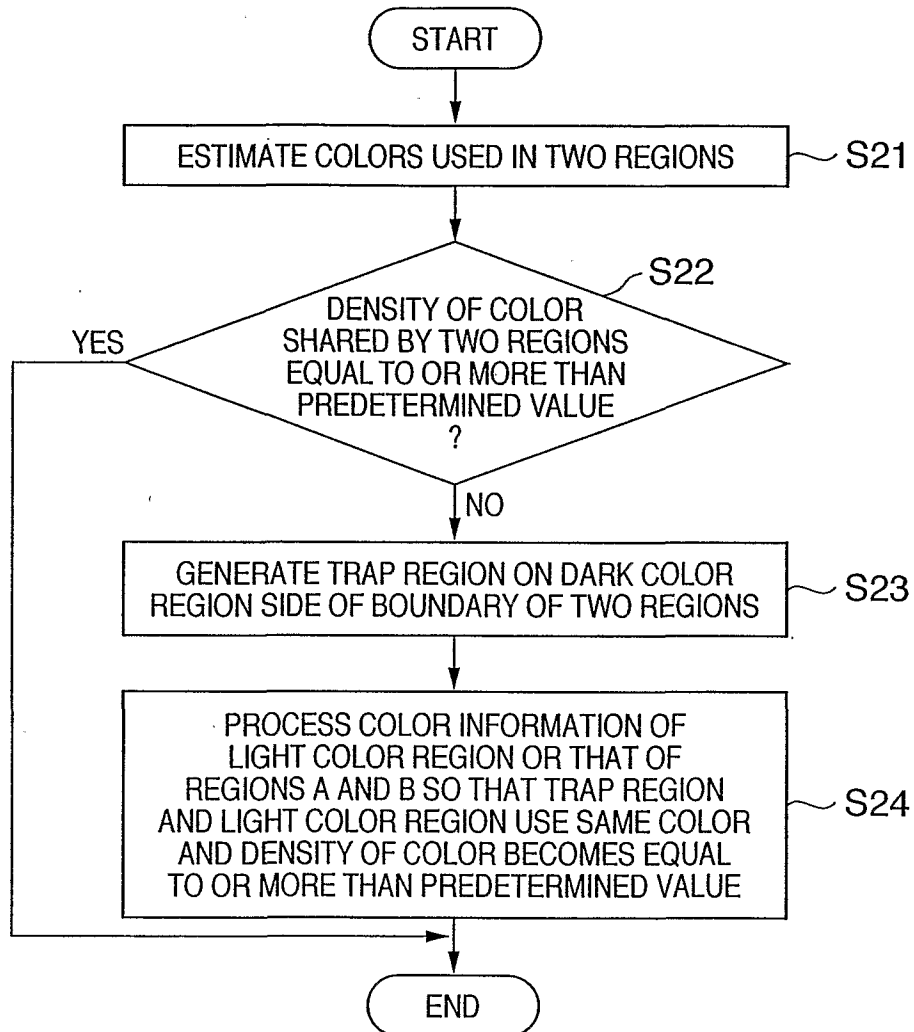 START
ESTIMATE COLORS USED IN TWO REGIONS
S21
S22
DENSITY OF COLOR
SHARED BY TWO REGIONS
EQUAL TO OR MORE THAN
PREDETERMINED VALUE
?
YES
NO
GENERATE TRAP REGION ON DARK COLOR
REGION SIDE OF BOUNDARY OF TWO REGIONS
S23
PROCESS COLOR INFORMATION OF
LIGHT COLOR REGION OR THAT OF
REGIONS A AND B SO THAT TRAP REGION
AND LIGHT COLOR REGION USE SAME COLOR
AND DENSITY OF COLOR BECOMES EQUAL
TO OR MORE THAN PREDETERMINED VALUE
S24
END